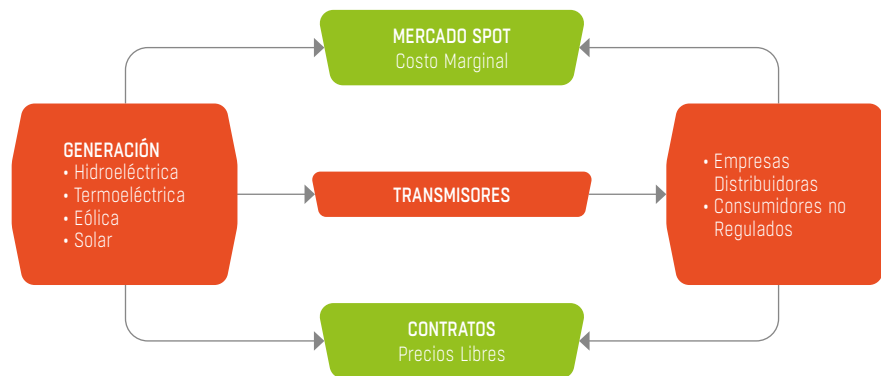 MERCADO SPOT
Costo Marginal
GENERACIÓN
• Hidroeléctrica
• Termoeléctrica
• Eólica
• Solar
TRANSMISORES
• Empresas
Distribuidoras
• Consumidores no
Regulados
CONTRATOS
Precios Libres